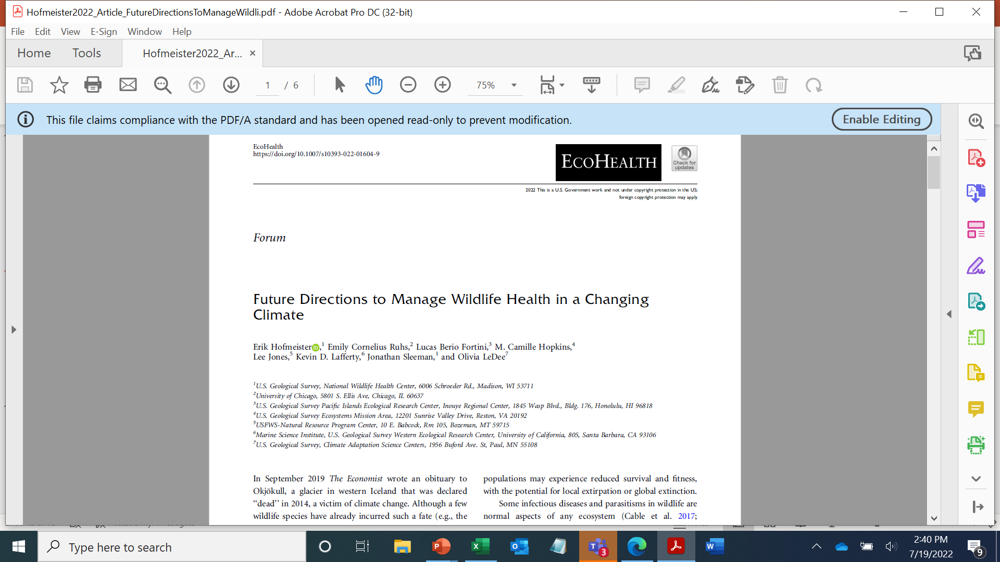 Hofmeister2022_Article_FutureDirectionsToManageWildli.pdf - Adobe Acrobat Pro DC (32-bit)
File Edit View E-Sign Window Help
Home Tools Hofmeister2022_Ar... ×
1 / 6 75%
This file claims compliance with the PDF/A standard and has been opened read-only to prevent modification.
Enable Editing
EcoHealth
https://doi.org/10.1007/s10393-022-01604-9
ECOHEALTH
Check for
updates
2022 This is a U.S. Government work and not under copyright protection in the US;
foreign copyright protection may apply
Forum
Future Directions to Manage Wildlife Health in a Changing
Climate
Erik Hofmeister,1 Emily Cornelius Ruhs,2 Lucas Berio Fortini,3 M. Camille Hopkins,4
Lee Jones,5 Kevin D. Lafferty,6 Jonathan Sleeman,1 and Olivia LeDee7
1U.S. Geological Survey, National Wildlife Health Center, 6006 Schroeder Rd., Madison, WI 53711
2University of Chicago, 5801 S. Ellis Ave, Chicago, IL 60637
3U.S. Geological Survey Pacific Islands Ecological Research Center, Inouye Regional Center, 1845 Wasp Blvd., Bldg. 176, Honolulu, HI 96818
4U.S. Geological Survey Ecosystems Mission Area, 12201 Sunrise Valley Drive, Reston, VA 20192
5USFWS-Natural Resource Program Center, 10 E. Babcock, Rm 105, Bozeman, MT 59715
6Marine Science Institute, U.S. Geological Survey Western Ecological Research Center, University of California, 805, Santa Barbara, CA 93106
7U.S. Geological Survey, Climate Adaptation Science Centers, 1956 Buford Ave. St, Paul, MN 55108
In September 2019 The Economist wrote an obituary to
Okjökull, a glacier in western Iceland that was declared
‘‘dead’’ in 2014, a victim of climate change. Although a few
wildlife species have already incurred such a fate (e.g., the
populations may experience reduced survival and fitness,
with the potential for local extirpation or global extinction.
Some infectious diseases and parasitisms in wildlife are
normal aspects of any ecosystem (Cable et al. 2017;
Type here to search
3
2:40 PM
7/19/2022
9